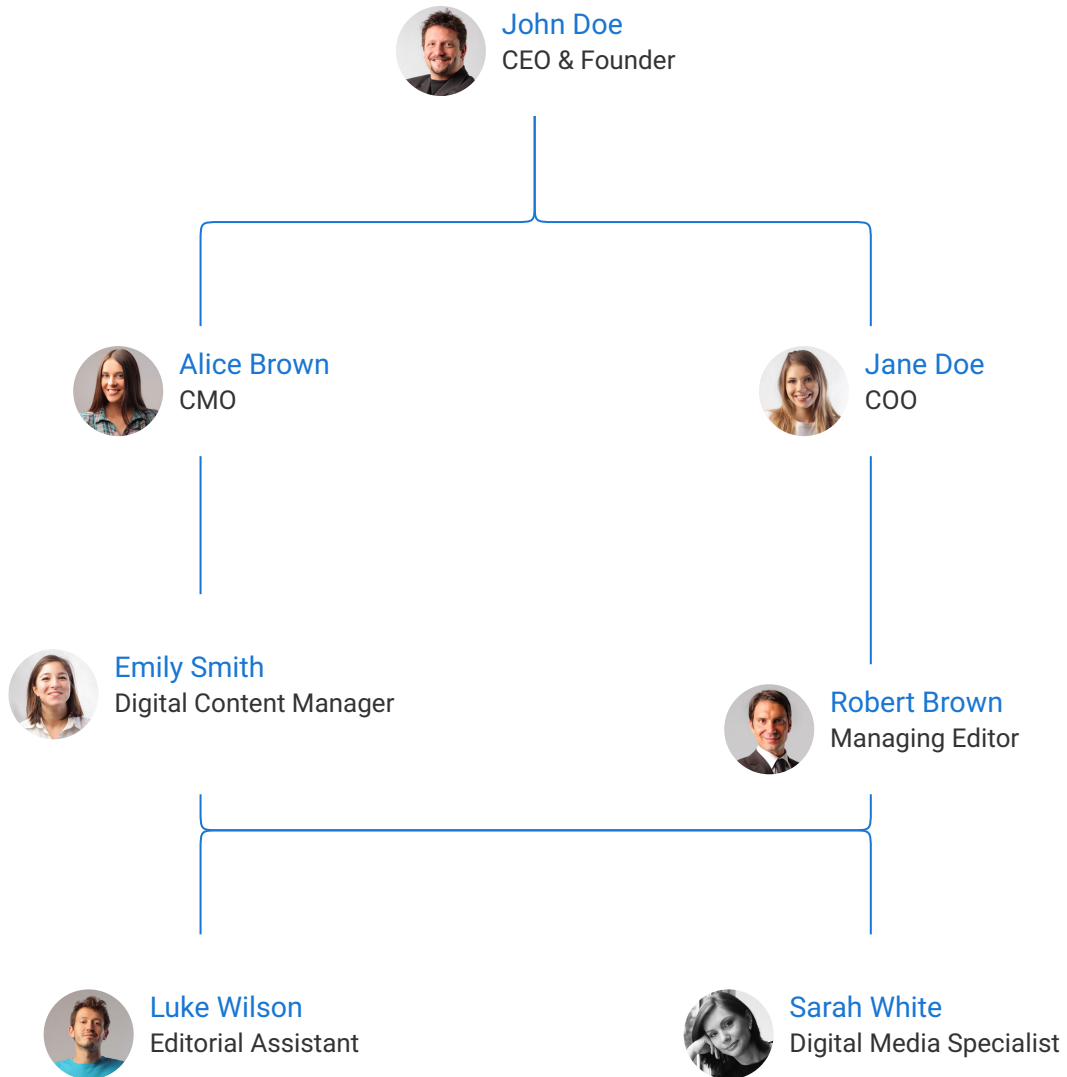 John Doe
CEO & Founder
Alice Brown
CMO
Jane Doe
COO
Emily Smith
Digital Content Manager
Robert Brown
Managing Editor
Luke Wilson
Editorial Assistant
Sarah White
Digital Media Specialist